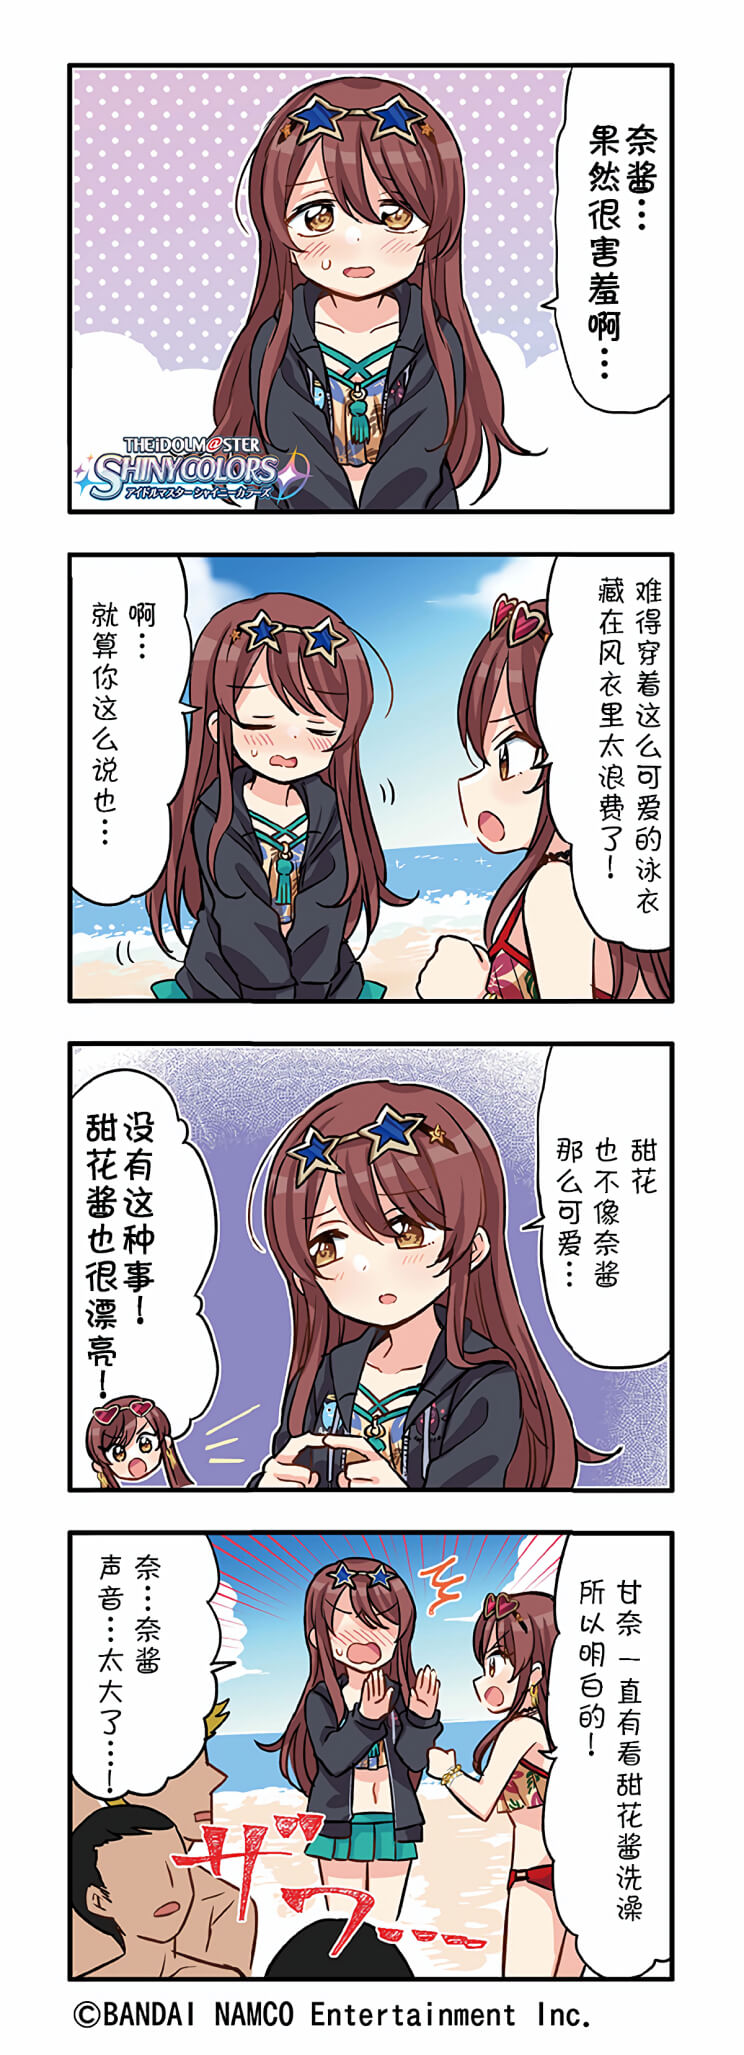 奈酱…
果然很害羞啊…
THE iDOLM@STER
SHINYCOLORS
アイドルマスターシャイニーカラーズ
难得穿着这么可爱的泳衣
藏在风衣里太浪费了！
啊…
就算你这么说也…
甜花
也不像奈酱
那么可爱…
没有这种事！
甜花酱也很漂亮！
甘奈一直有看甜花酱洗澡
所以明白的！
奈…奈酱
声音…太大了…！
ザワ…
©BANDAI NAMCO Entertainment Inc.